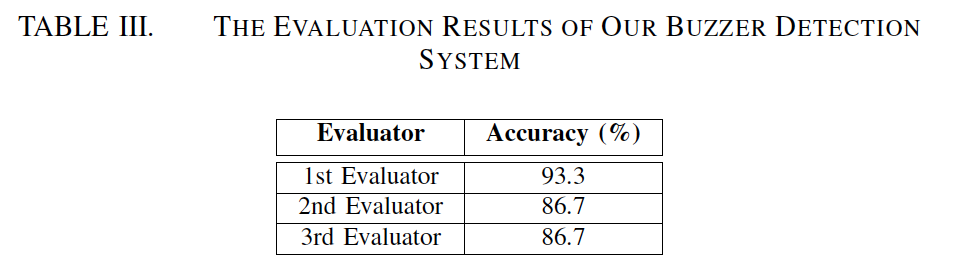 TABLE III. THE EVALUATION RESULTS OF OUR BUZZER DETECTION
SYSTEM
Evaluator Accuracy (%)
1st Evaluator 93.3
2nd Evaluator 86.7
3rd Evaluator 86.7